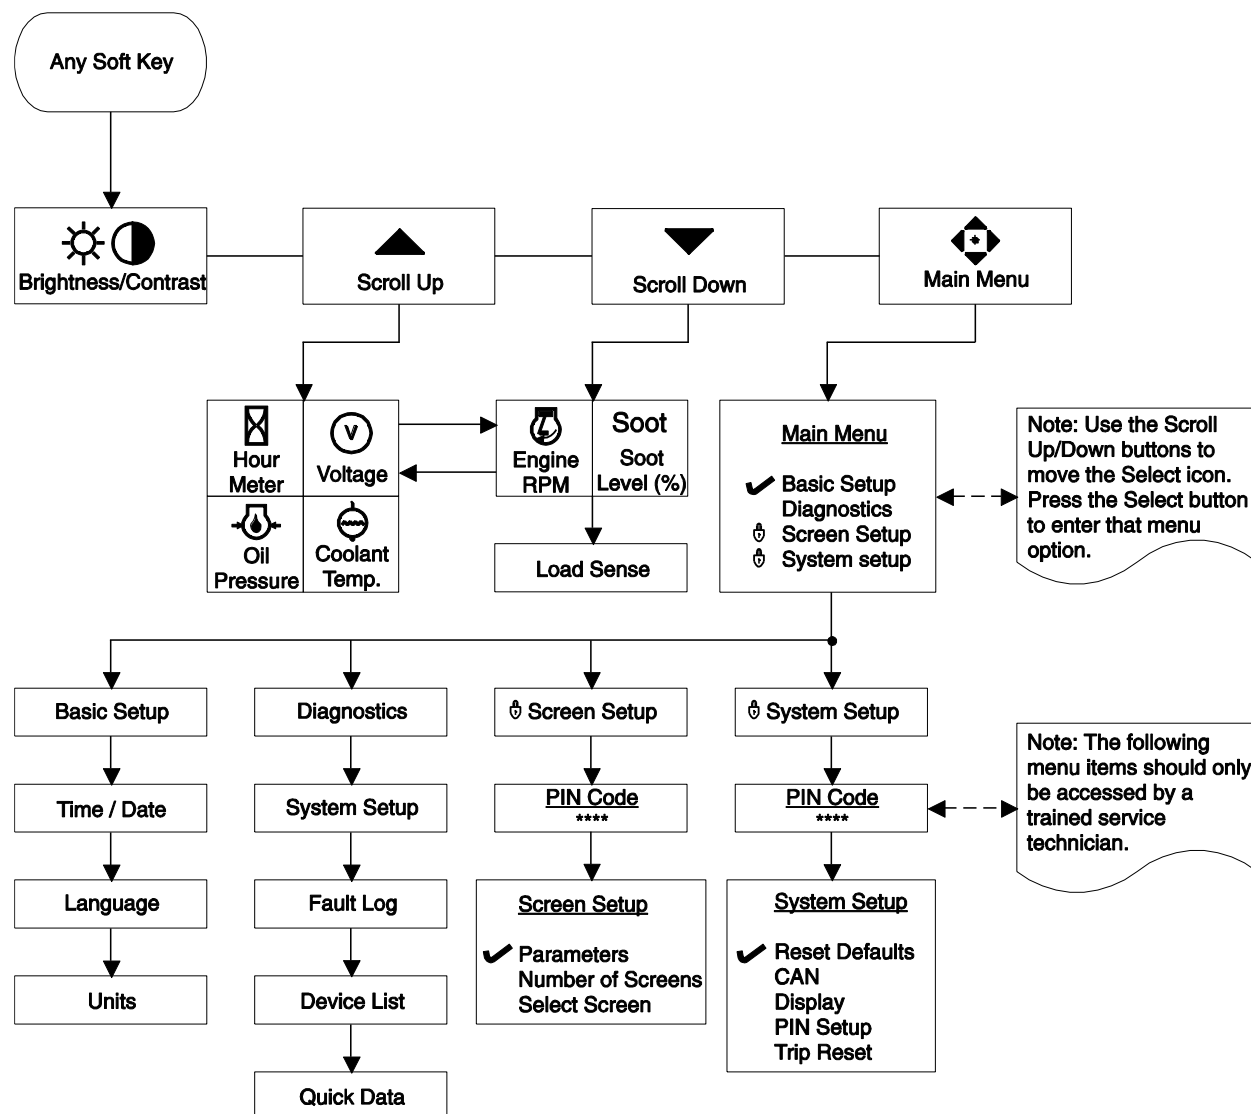 Any Soft Key
Brightness/Contrast
Scroll Up
Scroll Down
Main Menu
Hour
Meter
V
Voltage
Oil
Pressure
Coolant
Temp.
Engine
RPM
Soot
Soot
Level (%)
Load Sense
Main Menu
Basic Setup
Diagnostics
Screen Setup
System setup
Note: Use the Scroll
Up/Down buttons to
move the Select icon.
Press the Select button
to enter that menu
option.
Basic Setup
Time / Date
Language
Units
Diagnostics
System Setup
Fault Log
Device List
Quick Data
Screen Setup
PIN Code
****
Screen Setup
Parameters
Number of Screens
Select Screen
System Setup
PIN Code
****
System Setup
Reset Defaults
CAN
Display
PIN Setup
Trip Reset
Note: The following
menu items should only
be accessed by a
trained service
technician.